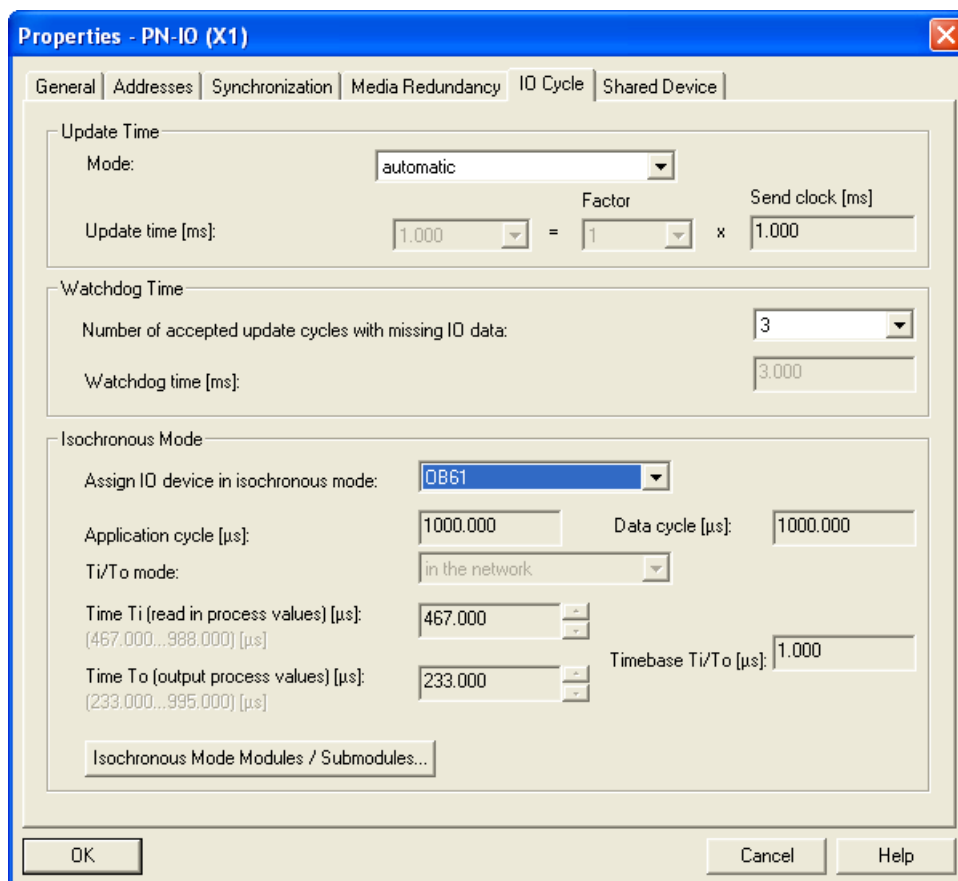 Properties - PN-IO (X1)
General Addresses Synchronization Media Redundancy IO Cycle Shared Device
Update Time
Mode: automatic
Factor Send clock [ms]
Update time [ms]: 1.000 = 1 x 1.000
Watchdog Time
Number of accepted update cycles with missing IO data: 3
Watchdog time [ms]: 3.000
Isochronous Mode
Assign IO device in isochronous mode: OB61
Application cycle [µs]: 1000.000 Data cycle [µs]: 1000.000
Ti/To mode: in the network
Time Ti (read in process values) [µs]: 467.000
(467.000...988.000) [µs]
Timebase Ti/To [µs]: 1.000
Time To (output process values) [µs]: 233.000
(233.000...995.000) [µs]
Isochronous Mode Modules / Submodules...
OK Cancel Help